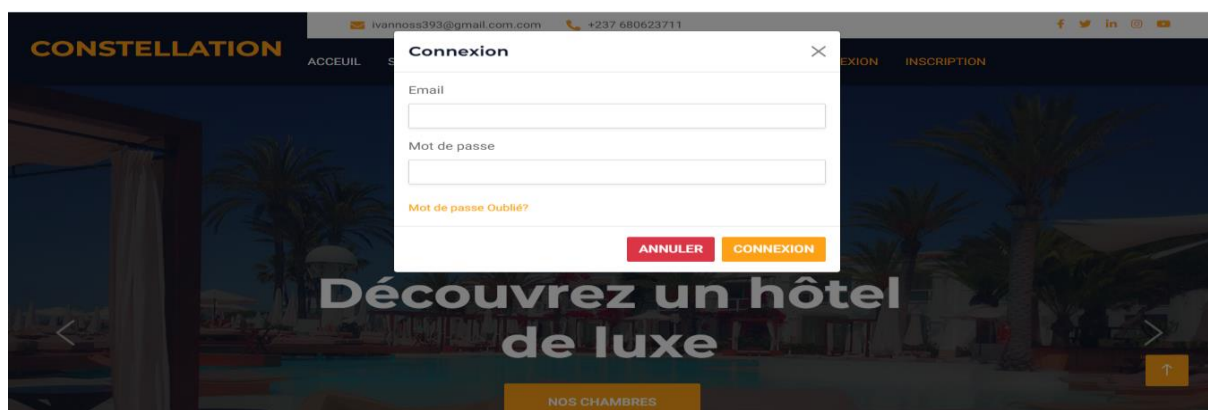 ivannoss393@gmail.com.com +237 680623711
CONSTELLATION
ACCEUIL
EXION INSCRIPTION
Connexion
Email
Mot de passe
Mot de passe Oublié?
ANNULER CONNEXION
Découvrez un hôtel
de luxe
NOS CHAMBRES